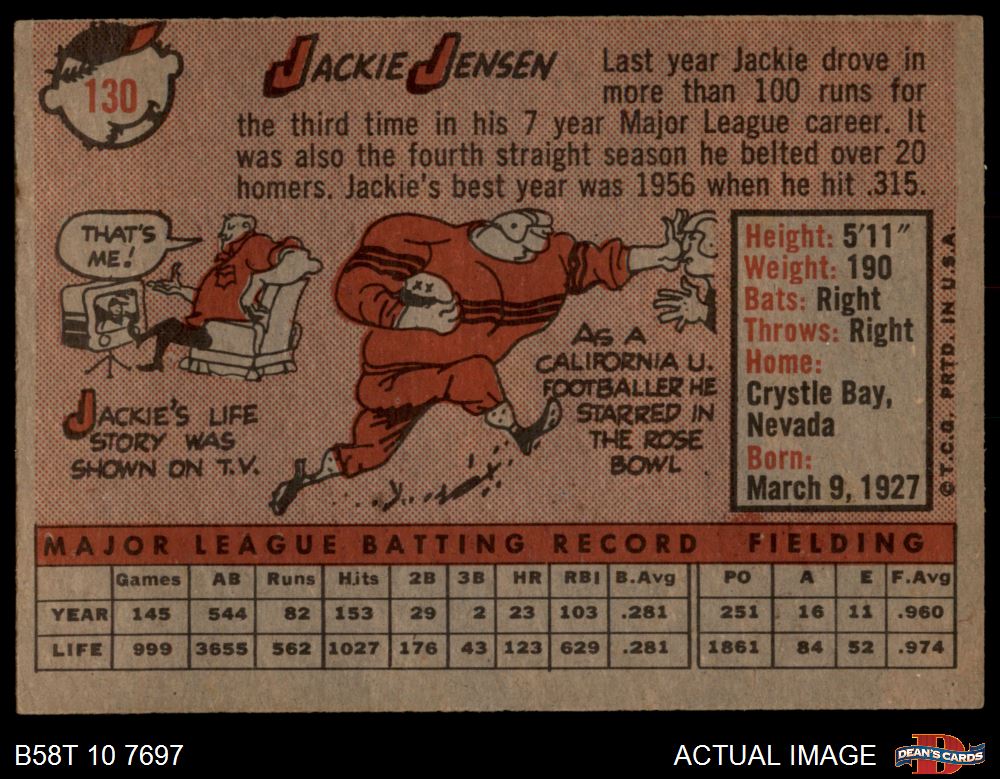 130
JACKIE JENSEN
Last year Jackie drove in
more than 100 runs for
the third time in his 7 year Major League career. It
was also the fourth straight season he belted over 20
homers. Jackie's best year was 1956 when he hit .315.
THAT'S
ME!
JACKIE'S LIFE
STORY WAS
SHOWN ON T.V.
XX
AS A
CALIFORNIA U.
FOOTBALLER HE
STARRED IN
THE ROSE
BOWL
Height: 5'11"
Weight: 190
Bats: Right
Throws: Right
Home:
Crystle Bay,
Nevada
Born:
March 9, 1927
© T.C.G. PRTD. IN U.S.A.
MAJOR LEAGUE BATTING RECORD FIELDING
Games AB Runs Hits 2B 3B HR RBI B.Avg PO A E F.Avg
YEAR 145 544 82 153 29 2 23 103 .281 251 16 11 .960
LIFE 999 3655 562 1027 176 43 123 629 .281 1861 84 52 .974
B58T 10 7697
ACTUAL IMAGE
DEAN'S CARDS